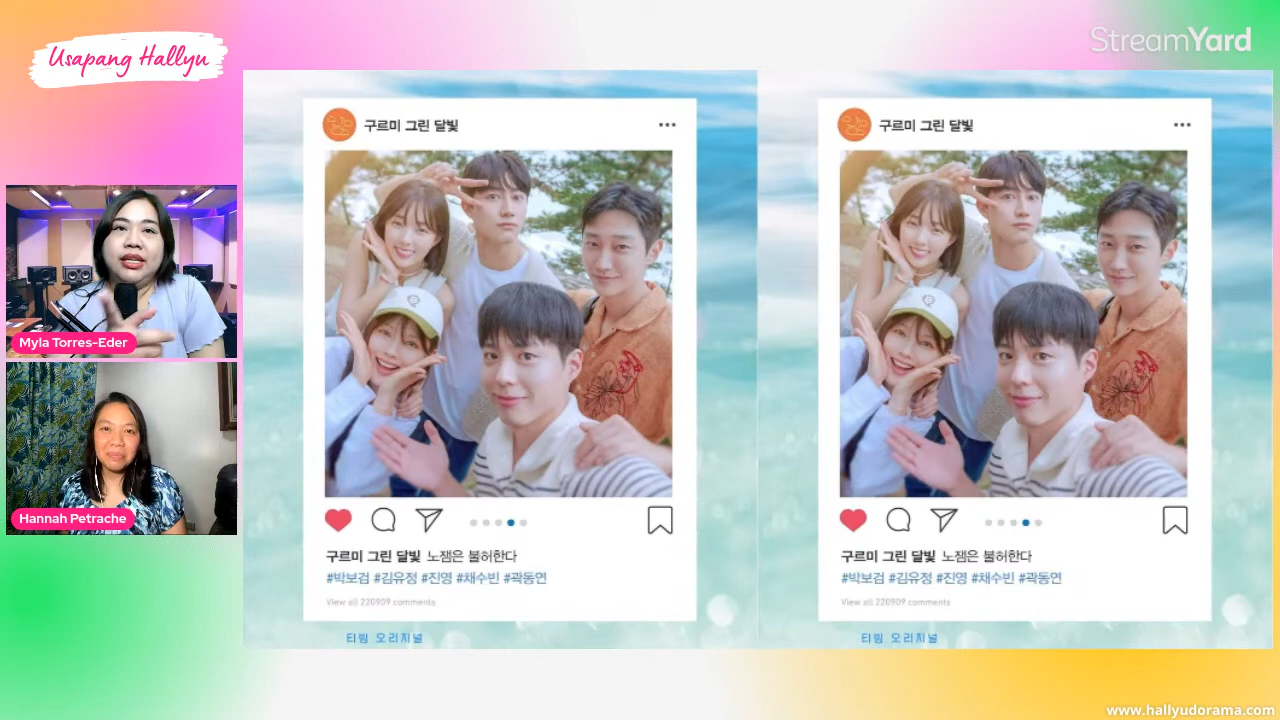 Usapang Hallyu
StreamYard
Myla Torres-Eder
Hannah Petrache
구르미 그린 달빛
구르미 그린 달빛 노잼은 불허한다
#박보검 #김유정 #진영 #채수빈 #곽동연
View all 220909 comments
티빙 오리지널
구르미 그린 달빛
구르미 그린 달빛 노잼은 불허한다
#박보검 #김유정 #진영 #채수빈 #곽동연
View all 220909 comments
티빙 오리지널
www.hallyudorama.com